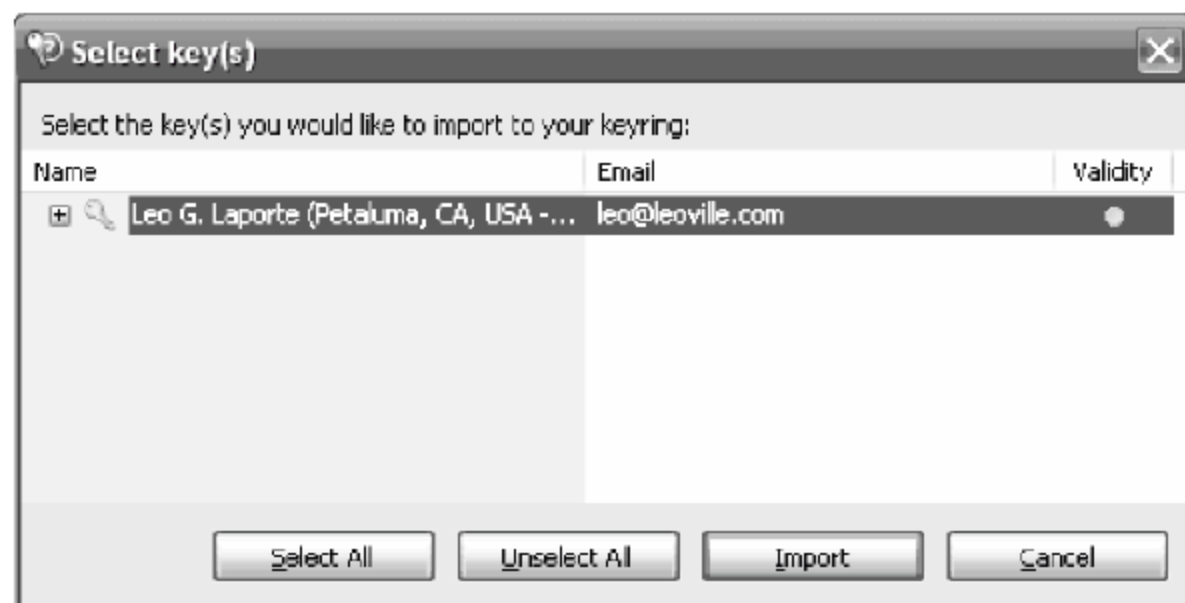 Select key(s)
Select the key(s) you would like to import to your keyring:
Name Email Validity
Leo G. Laporte (Petaluma, CA, USA -... leo@leoville.com
Select All Unselect All Import Cancel